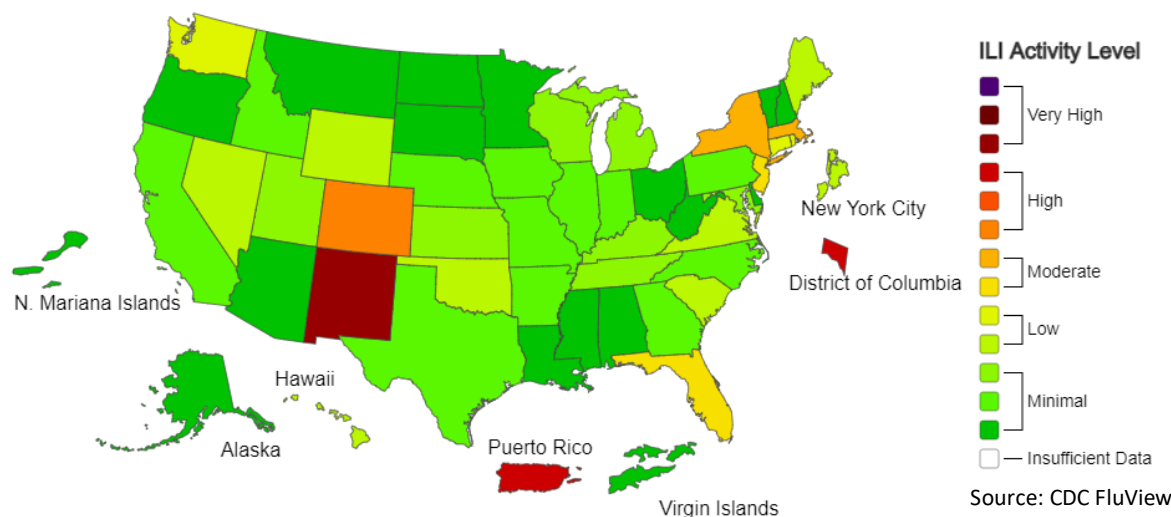 ILI Activity Level
Very High
High
Moderate
Low
Minimal
Insufficient Data
New York City
District of Columbia
N. Mariana Islands
Hawaii
Alaska
Puerto Rico
Virgin Islands
Source: CDC FluView